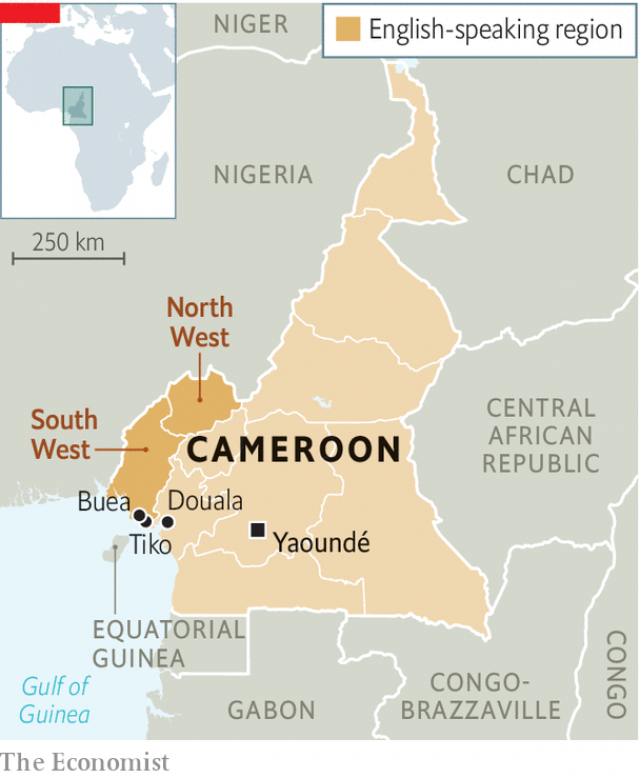 NIGER
English-speaking region
NIGERIA
CHAD
250 km
North
West
South
West
CAMEROON
CENTRAL
AFRICAN
REPUBLIC
Buea
Douala
Tiko
Yaoundé
EQUATORIAL
GUINEA
Gulf of
Guinea
GABON
CONGO-
BRAZZAVILLE
CONGO
The Economist